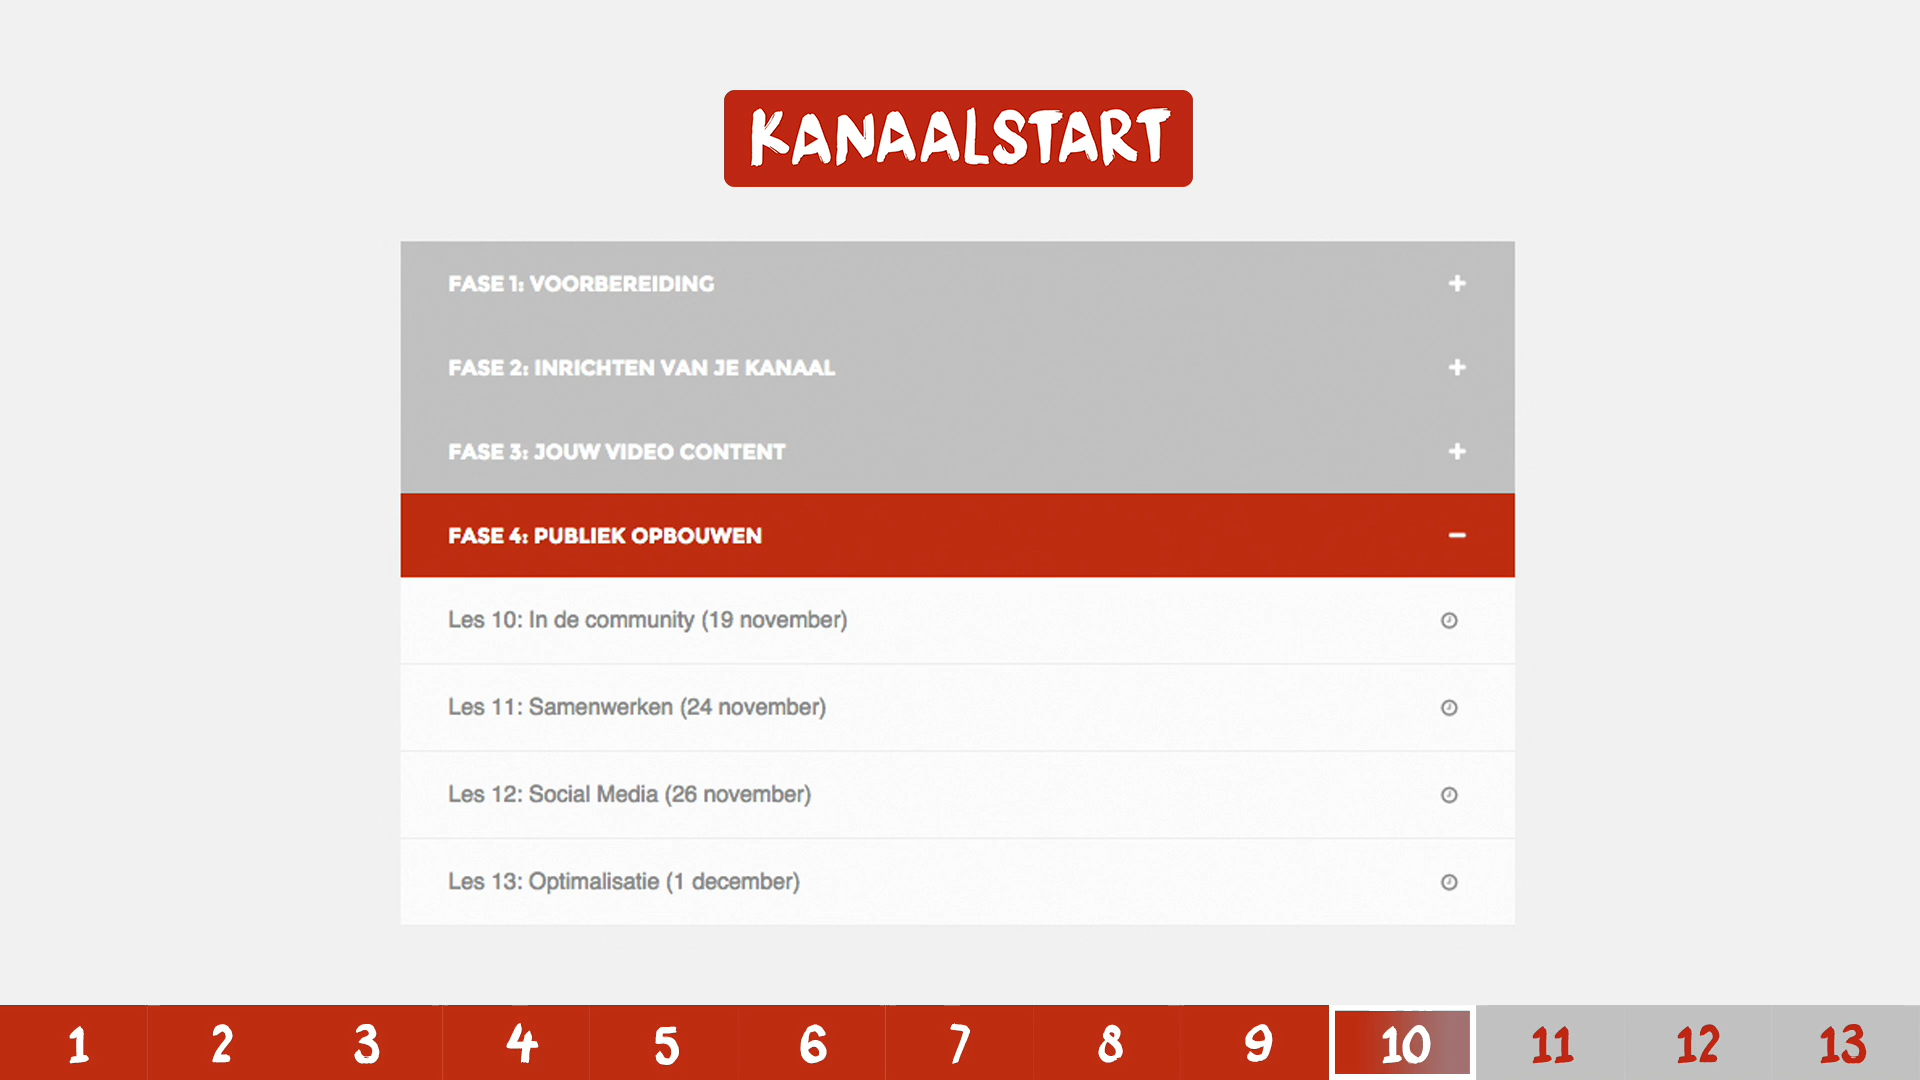 KANAALSTART
FASE 1: VOORBEREIDING
FASE 2: INRICHTEN VAN JE KANAAL
FASE 3: JOUW VIDEO CONTENT
FASE 4: PUBLIEK OPBOUWEN
Les 10: In de community (19 november)
Les 11: Samenwerken (24 november)
Les 12: Social Media (26 november)
Les 13: Optimalisatie (1 december)
1 2 3 4 5 6 7 8 9 10 11 12 13